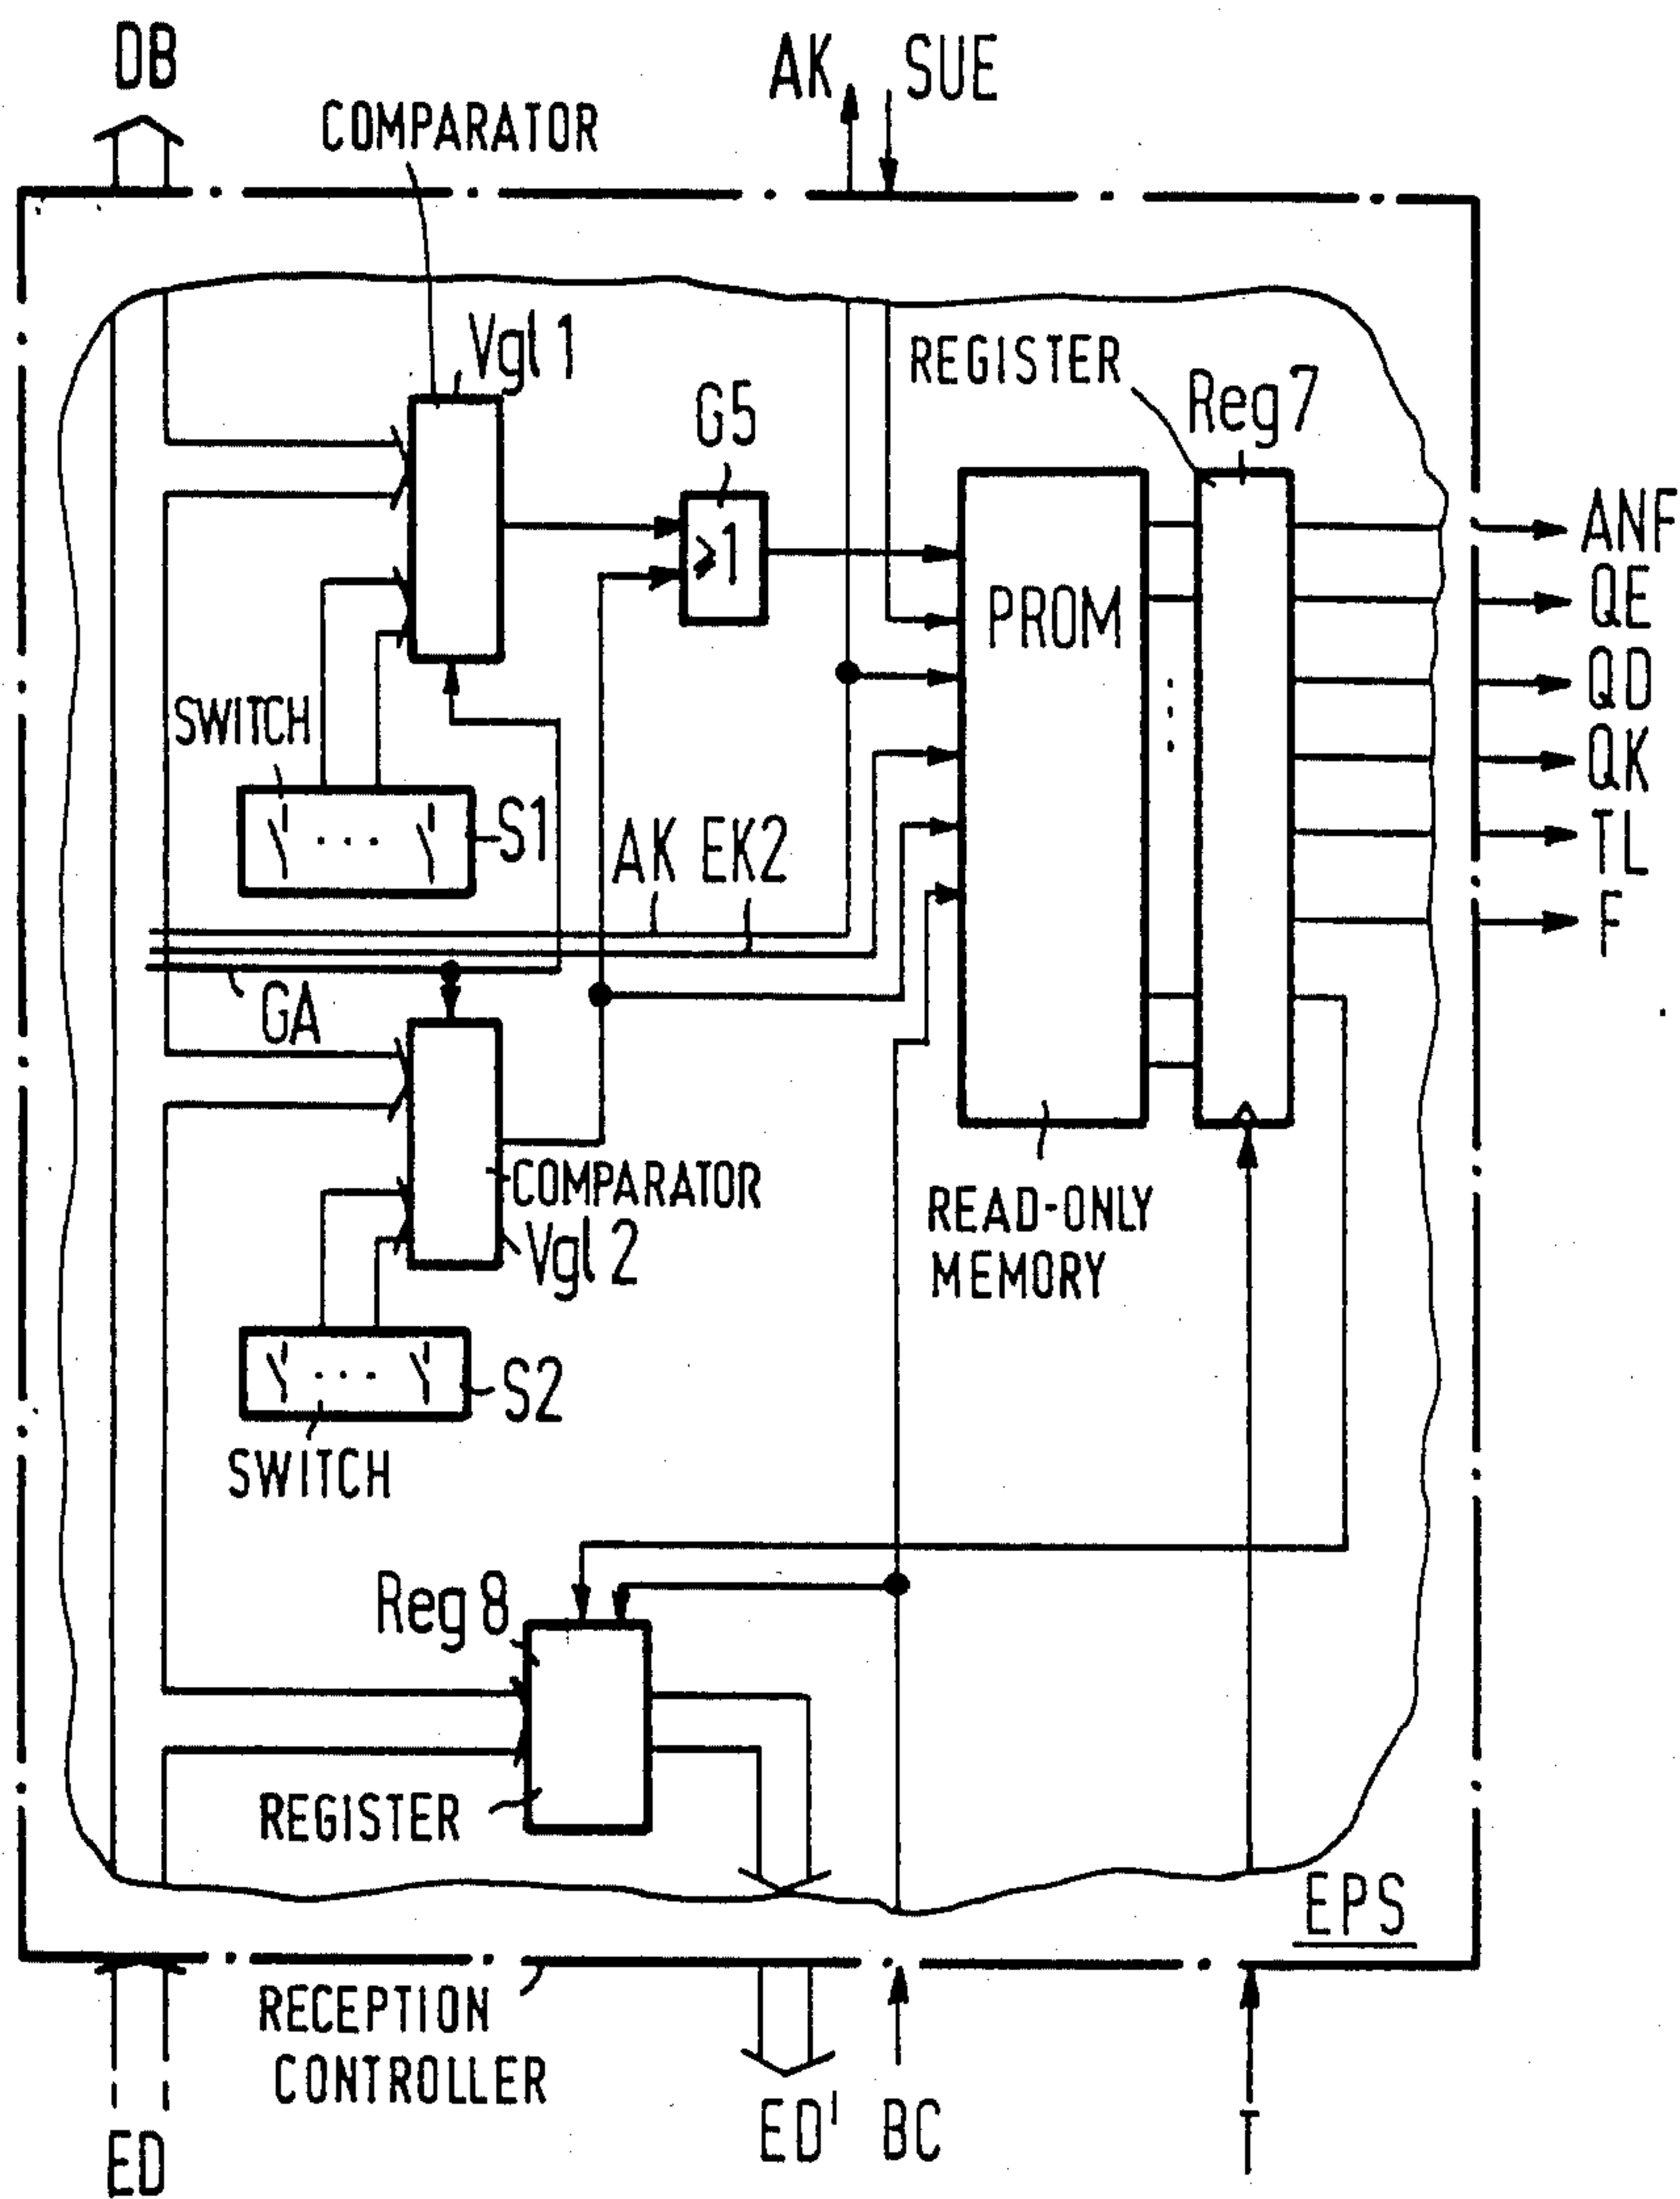 DB
AK
SUE
COMPARATOR
Vgl 1
G5
REGISTER
Reg 7
≥1
PROM
ANF
QE
QD
QK
TL
F
SWITCH
S1
AK EK2
GA
COMPARATOR
Vgl 2
READ-ONLY
MEMORY
S2
SWITCH
Reg 8
REGISTER
EPS
RECEPTION
CONTROLLER
ED
ED'
BC
T